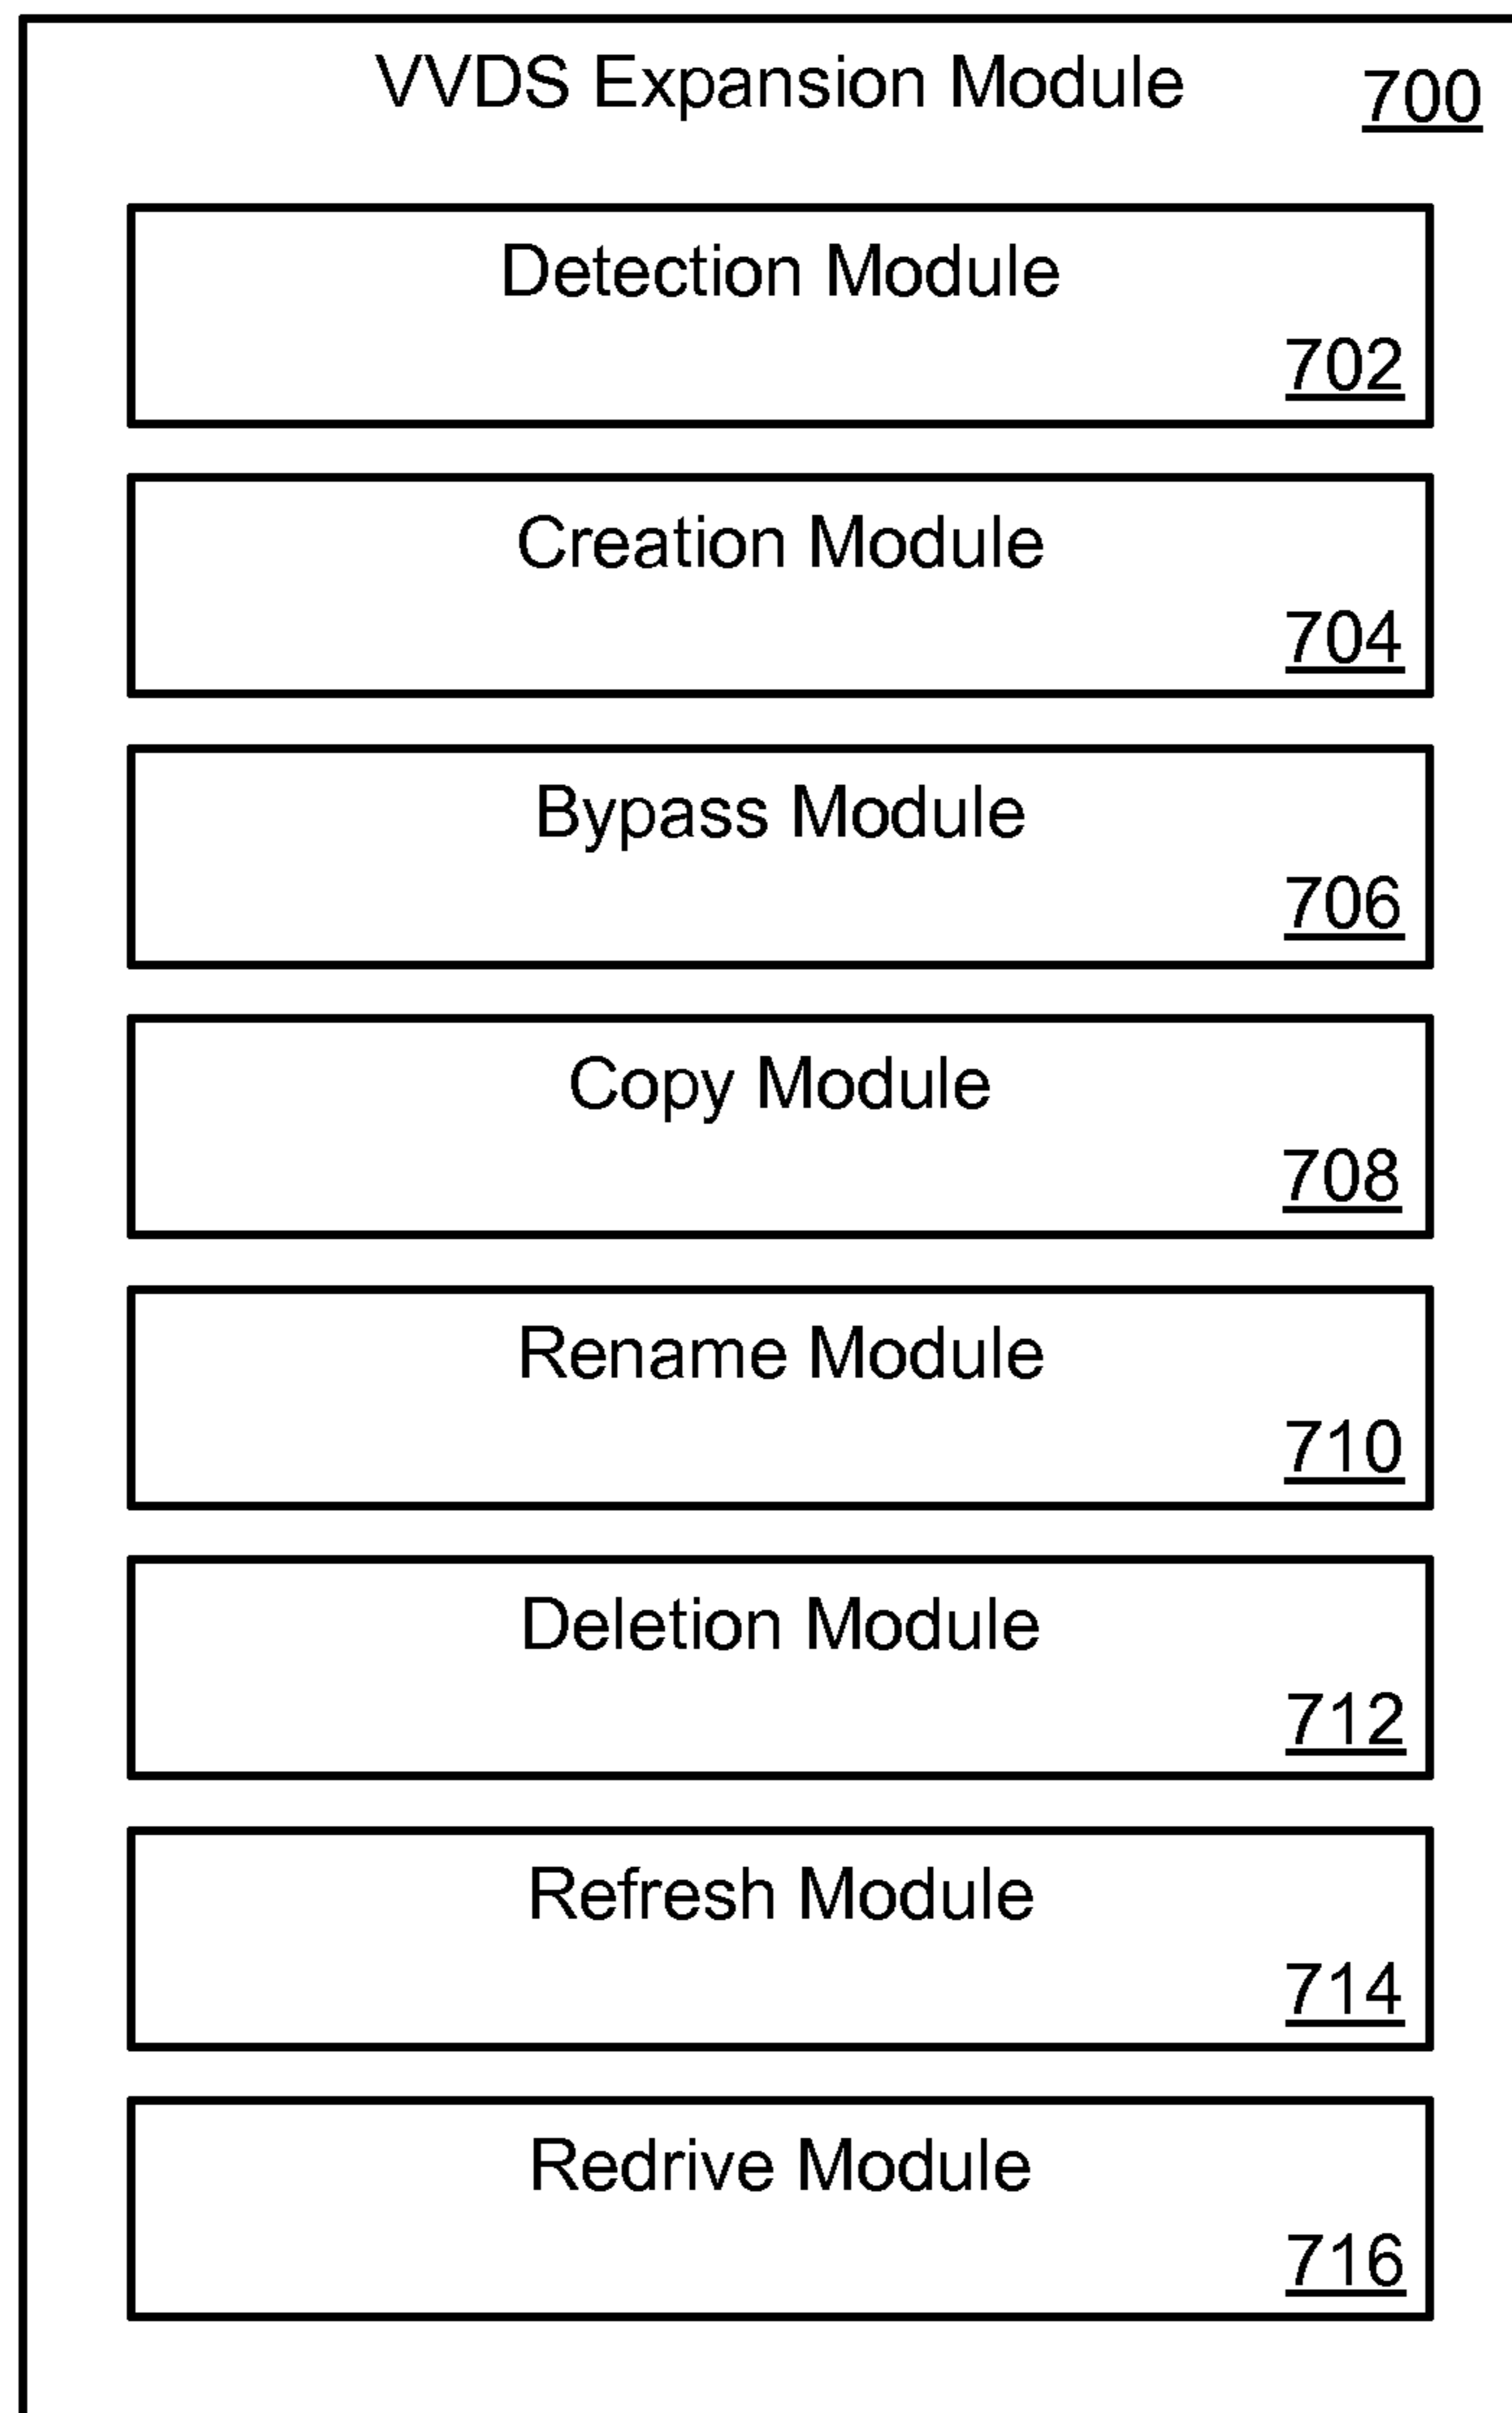 VVDS Expansion Module 700
Detection Module
702
Creation Module
704
Bypass Module
706
Copy Module
708
Rename Module
710
Deletion Module
712
Refresh Module
714
Redrive Module
716